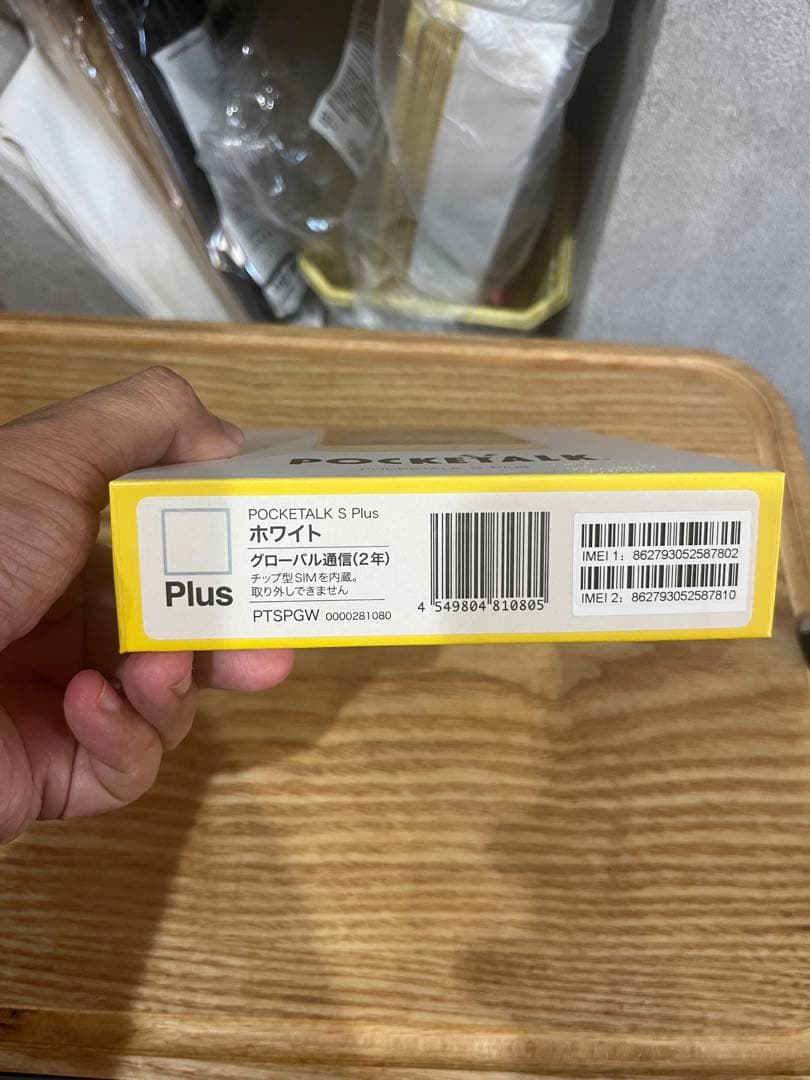 POCKETALK
POCKETALK S PLUS
POCKETALK S Plus
ホワイト
グローバル通信(2年)
チップ型SIMを内蔵。
取り外しできません
Plus
PTSPGW 0000281080
4 549804 810805
IMEI 1: 862793052587802
IMEI 2: 862793052587810